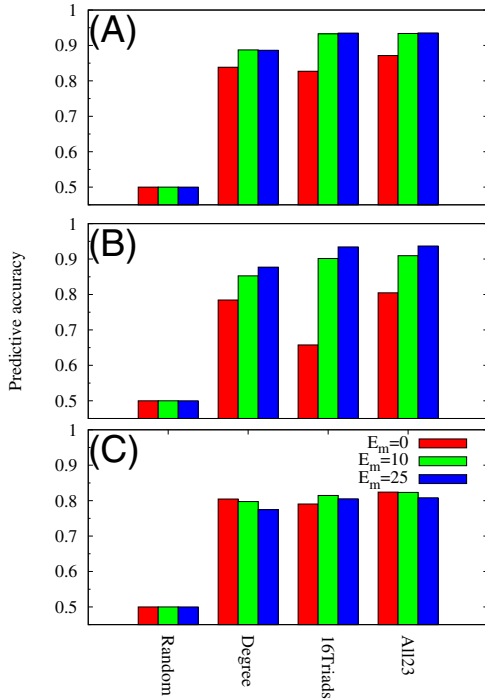 (A)
1
0.9
0.8
0.7
0.6
0.5
(B)
1
0.9
0.8
0.7
0.6
0.5
Predictive accuracy
(C)
1
0.9
0.8
0.7
0.6
0.5
E_m=0
E_m=10
E_m=25
Random
Degree
16Triads
All23